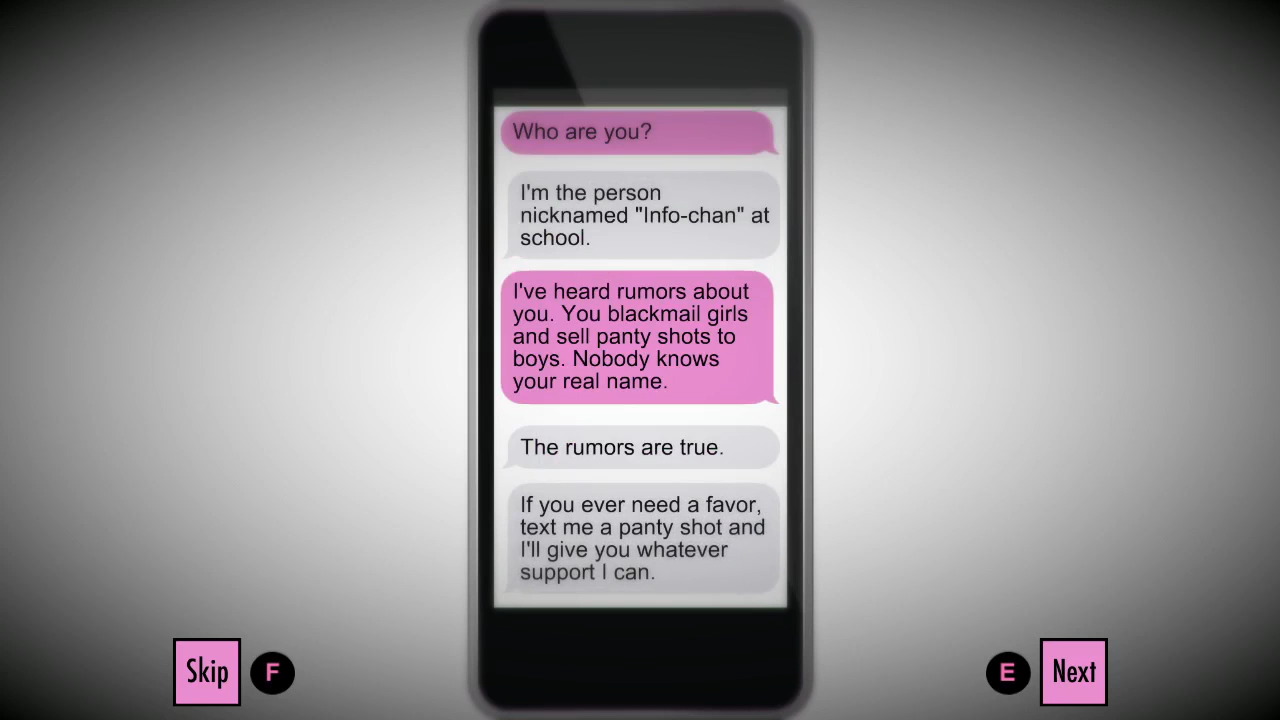 Who are you?
I'm the person
nicknamed "Info-chan" at
school.
I've heard rumors about
you. You blackmail girls
and sell panty shots to
boys. Nobody knows
your real name.
The rumors are true.
If you ever need a favor,
text me a panty shot and
I'll give you whatever
support I can.
Skip F
E Next